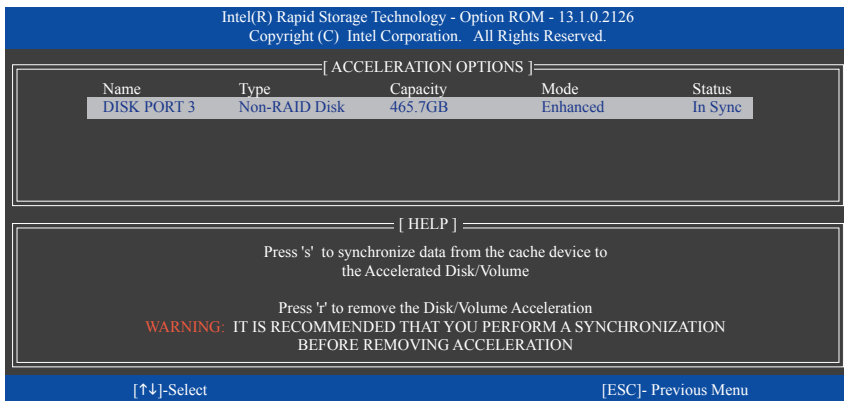 Intel(R) Rapid Storage Technology - Option ROM - 13.1.0.2126
Copyright (C) Intel Corporation. All Rights Reserved.
[ ACCELERATION OPTIONS ]
Name Type Capacity Mode Status
DISK PORT 3 Non-RAID Disk 465.7GB Enhanced In Sync
[ HELP ]
Press 's' to synchronize data from the cache device to
the Accelerated Disk/Volume
Press 'r' to remove the Disk/Volume Acceleration
WARNING: IT IS RECOMMENDED THAT YOU PERFORM A SYNCHRONIZATION
BEFORE REMOVING ACCELERATION
[↑↓]-Select [ESC]- Previous Menu